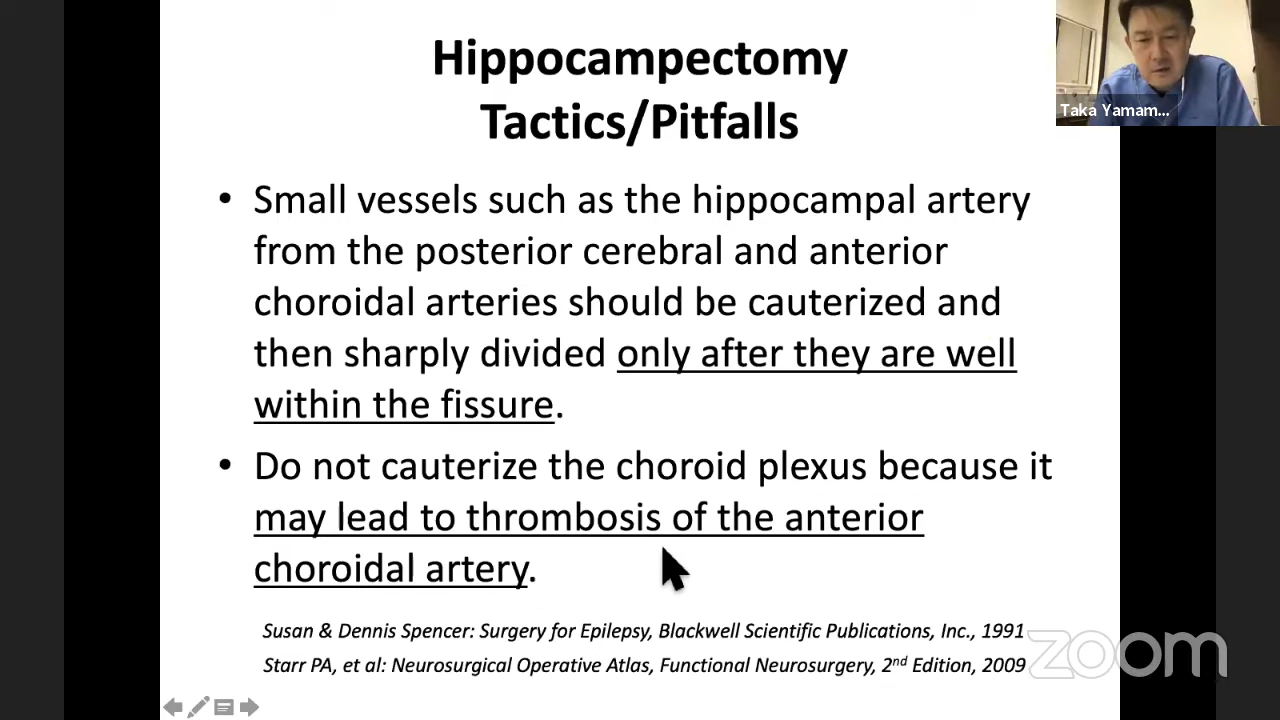 Hippocampectomy
Tactics/Pitfalls
Taka Yamam...
• Small vessels such as the hippocampal artery
from the posterior cerebral and anterior
choroidal arteries should be cauterized and
then sharply divided only after they are well
within the fissure.
• Do not cauterize the choroid plexus because it
may lead to thrombosis of the anterior
choroidal artery.
Susan & Dennis Spencer: Surgery for Epilepsy, Blackwell Scientific Publications, Inc., 1991
Starr PA, et al: Neurosurgical Operative Atlas, Functional Neurosurgery, 2nd Edition, 2009
zoom